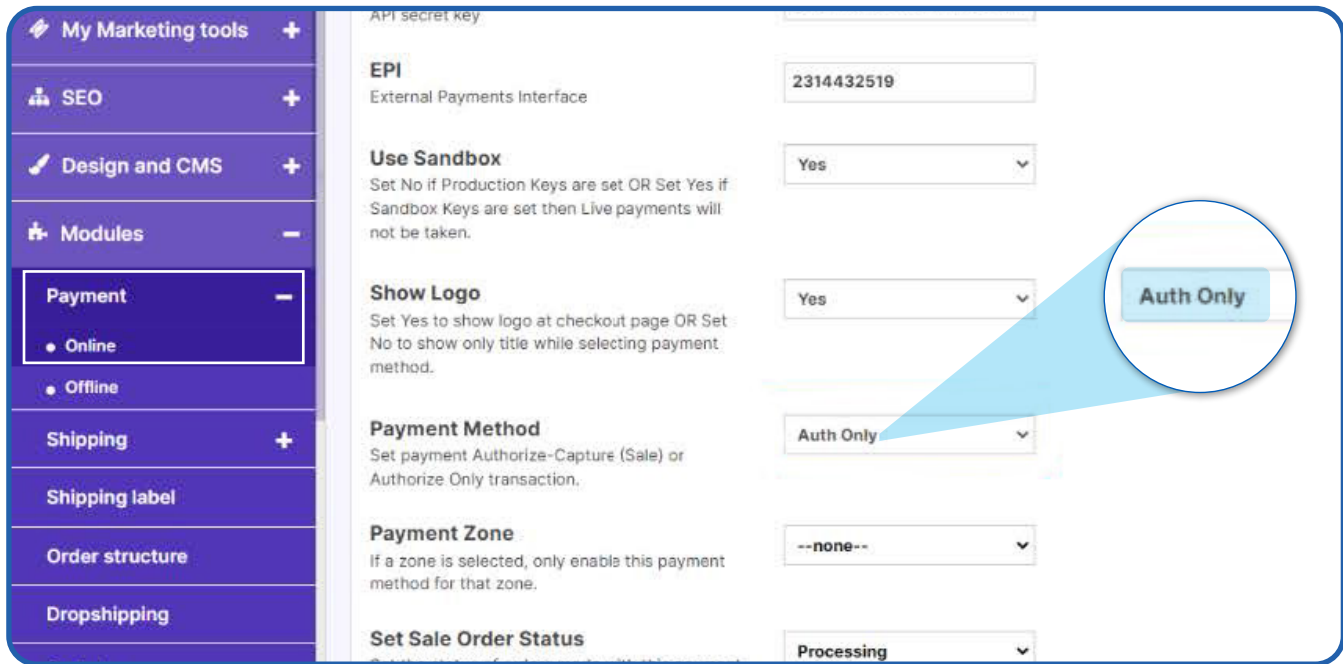 My Marketing tools
SEO
Design and CMS
Modules
Payment
Online
Offline
Shipping
Shipping label
Order structure
Dropshipping
API secret key
EPI
External Payments Interface
2314432519
Use Sandbox
Set No if Production Keys are set OR Set Yes if
Sandbox Keys are set then Live payments will
not be taken.
Yes
Show Logo
Set Yes to show logo at checkout page OR Set
No to show only title while selecting payment
method.
Yes
Payment Method
Set payment Authorize-Capture (Sale) or
Authorize Only transaction.
Auth Only
Auth Only
Payment Zone
If a zone is selected, only enable this payment
method for that zone.
--none--
Set Sale Order Status
Processing